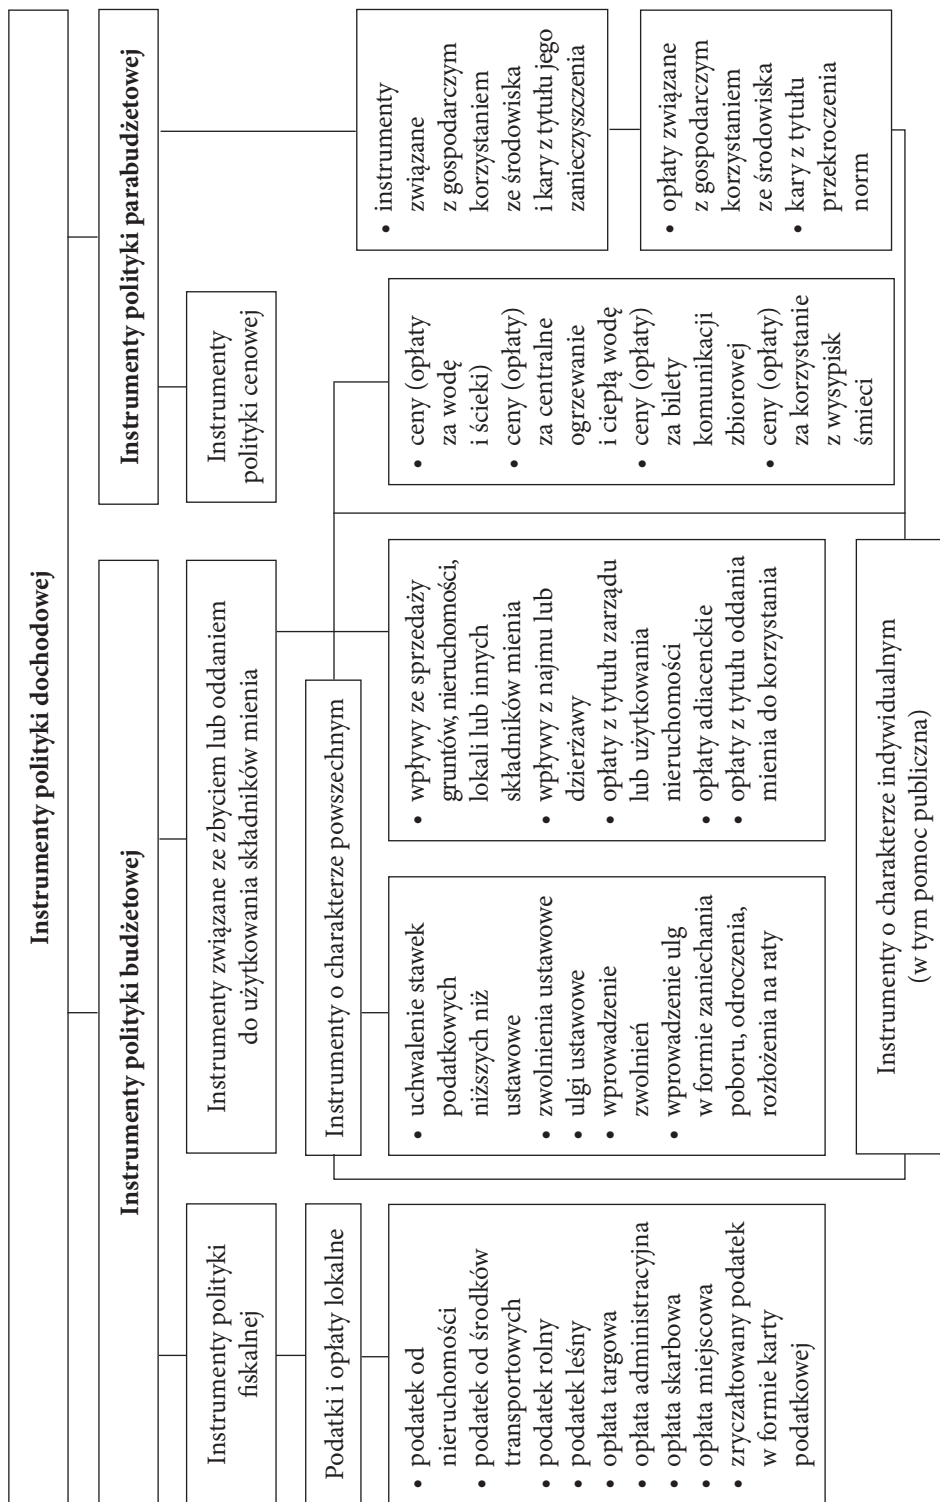 Instrumenty polityki dochodowej
Instrumenty polityki budżetowej
Instrumenty polityki parabudżetowej
Instrumenty polityki
fiskalnej
Instrumenty związane ze zbyciem lub oddaniem
do użytkowania składników mienia
Instrumenty
polityki cenowej
Podatki i opłaty lokalne
Instrumenty o charakterze powszechnym
• podatek od
nieruchomości
• podatek od środków
transportowych
• podatek rolny
• podatek leśny
• opłata targowa
• opłata administracyjna
• opłata skarbowa
• opłata miejscowa
• zryczałtowany podatek
w formie karty
podatkowej
• uchwalenie stawek
podatkowych
niższych niż
ustawowe
• zwolnienia ustawowe
• ulgi ustawowe
• wprowadzenie
zwolnień
• wprowadzenie ulg
w formie zaniechania
poboru, odroczenia,
rozłożenia na raty
• wpływy ze sprzedaży
gruntów, nieruchomości,
lokali lub innych
składników mienia
• wpływy z najmu lub
dzierżawy
• opłaty z tytułu zarządu
lub użytkowania
nieruchomości
• opłaty adiacenckie
• opłaty z tytułu oddania
mienia do korzystania
• ceny (opłaty
za wodę
i ścieki)
• ceny (opłaty)
za centralne
ogrzewanie
i ciepłą wodę
• ceny (opłaty)
za bilety
komunikacji
zbiorowej
• ceny (opłaty)
za korzystanie
z wysypisk
śmieci
• instrumenty
związane
z gospodarczym
korzystaniem
ze środowiska
i kary z tytułu jego
zanieczyszczenia
• opłaty związane
z gospodarczym
korzystaniem
ze środowiska
• kary z tytułu
przekroczenia
norm
Instrumenty o charakterze indywidualnym
(w tym pomoc publiczna)